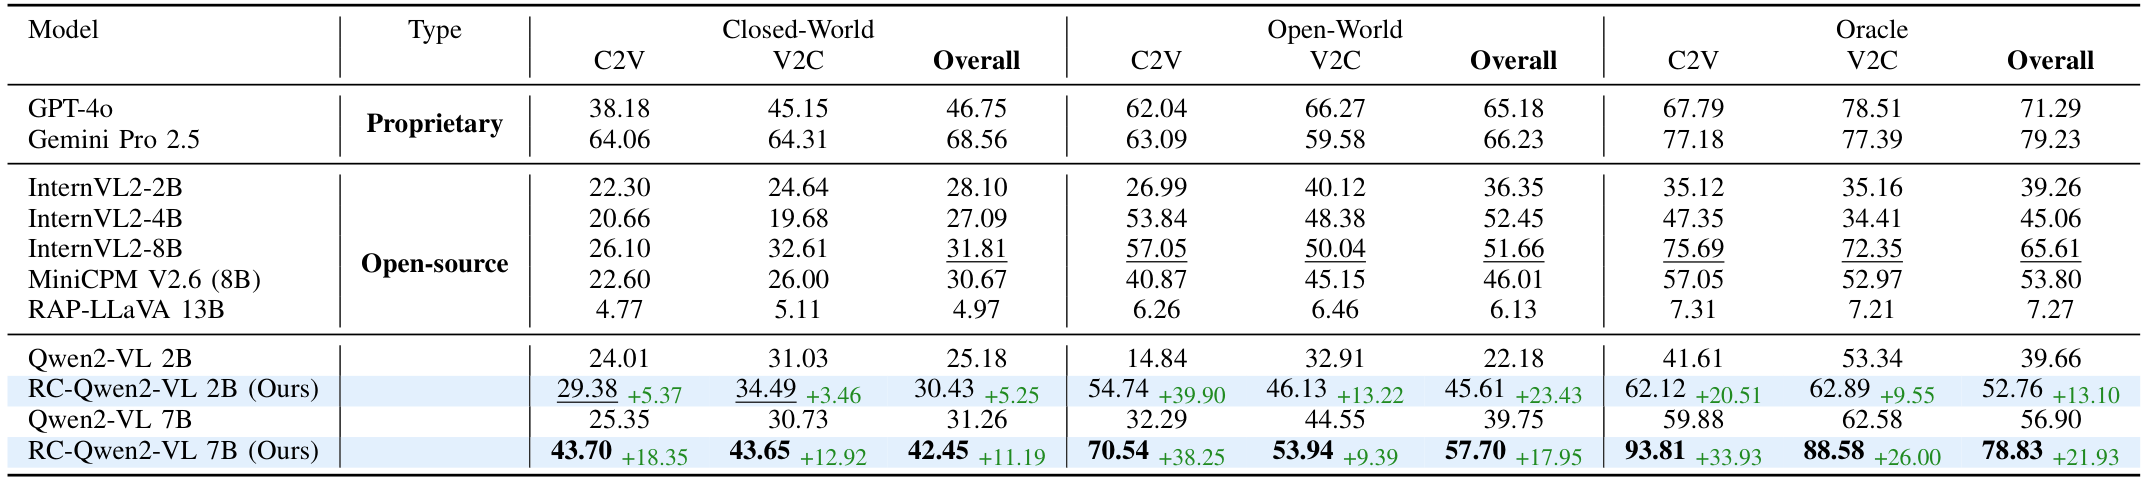 Model Type Closed-World Open-World Oracle
C2V V2C Overall C2V V2C Overall C2V V2C Overall
GPT-4o 38.18 45.15 46.75 62.04 66.27 65.18 67.79 78.51 71.29
Proprietary
Gemini Pro 2.5 64.06 64.31 68.56 63.09 59.58 66.23 77.18 77.39 79.23
InternVL2-2B 22.30 24.64 28.10 26.99 40.12 36.35 35.12 35.16 39.26
InternVL2-4B 20.66 19.68 27.09 53.84 48.38 52.45 47.35 34.41 45.06
InternVL2-8B 26.10 32.61 31.81 57.05 50.04 51.66 75.69 72.35 65.61
Open-source
MiniCPM V2.6 (8B) 22.60 26.00 30.67 40.87 45.15 46.01 57.05 52.97 53.80
RAP-LLaVA 13B 4.77 5.11 4.97 6.26 6.46 6.13 7.31 7.21 7.27
Qwen2-VL 2B 24.01 31.03 25.18 14.84 32.91 22.18 41.61 53.34 39.66
RC-Qwen2-VL 2B (Ours) 29.38 +5.37 34.49 +3.46 30.43 +5.25 54.74 +39.90 46.13 +13.22 45.61 +23.43 62.12 +20.51 62.89 +9.55 52.76 +13.10
Qwen2-VL 7B 25.35 30.73 31.26 32.29 44.55 39.75 59.88 62.58 56.90
RC-Qwen2-VL 7B (Ours) 43.70 +18.35 43.65 +12.92 42.45 +11.19 70.54 +38.25 53.94 +9.39 57.70 +17.95 93.81 +33.93 88.58 +26.00 78.83 +21.93